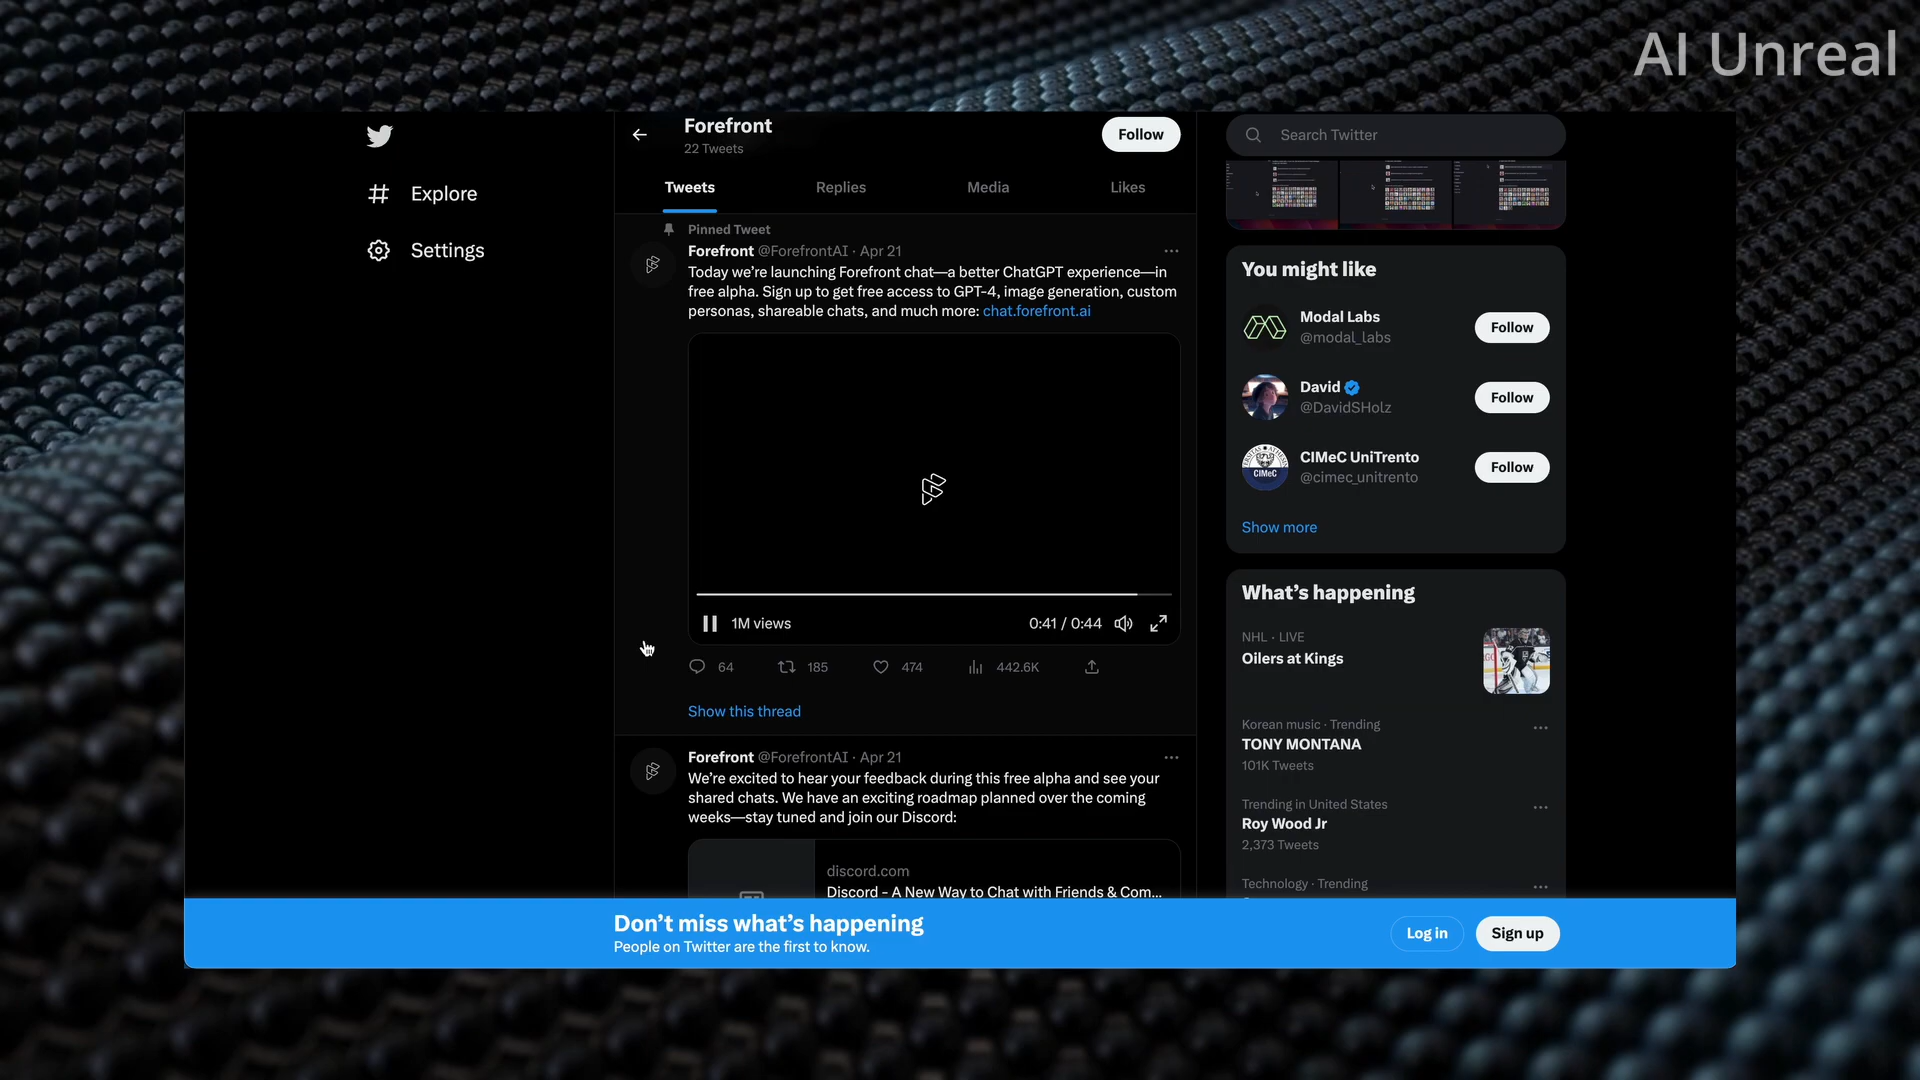 AI Unreal
Explore
Settings
Forefront
22 Tweets
Follow
Tweets
Replies
Media
Likes
Pinned Tweet
Forefront @ForefrontAI · Apr 21
Today we're launching Forefront chat—a better ChatGPT experience—in
free alpha. Sign up to get free access to GPT-4, image generation, custom
personas, shareable chats, and much more: chat.forefront.ai
1M views
0:41 / 0:44
64
185
474
442.6K
Show this thread
Forefront @ForefrontAI · Apr 21
We're excited to hear your feedback during this free alpha and see your
shared chats. We have an exciting roadmap planned over the coming
weeks—stay tuned and join our Discord:
discord.com
Discord - A New Way to Chat with Friends & Com...
Search Twitter
You might like
Modal Labs
@modal_labs
Follow
David
@DavidSHolz
Follow
CIMeC
CIMeC UniTrento
@cimec_unitrento
Follow
Show more
What's happening
NHL · LIVE
Oilers at Kings
Korean music · Trending
TONY MONTANA
101K Tweets
Trending in United States
Roy Wood Jr
2,373 Tweets
Technology · Trending
Don't miss what's happening
People on Twitter are the first to know.
Log in
Sign up